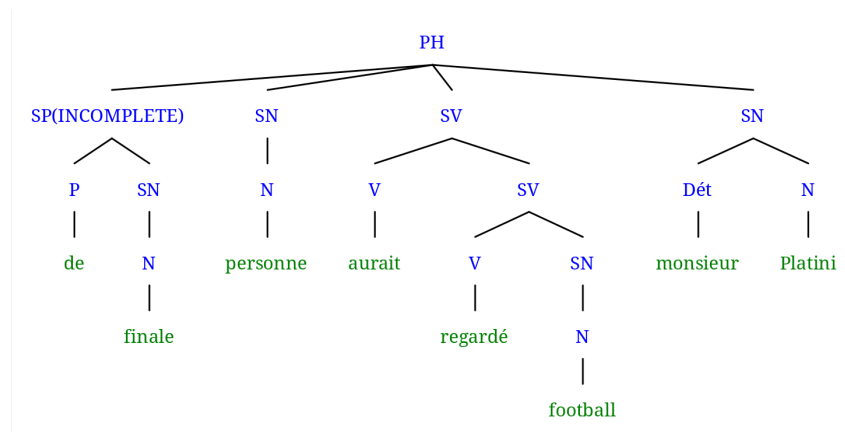 PH
SP(INCOMPLETE) SN SV SN
P SN N V SV Dét N
de N personne aurait V SN monsieur Platini
finale regardé N
football